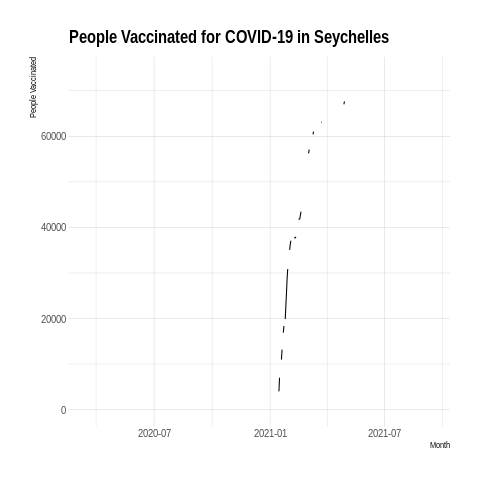 People Vaccinated for COVID-19 in Seychelles
People Vaccinated
60000
40000
20000
0
2020-07
2021-01
2021-07
Month